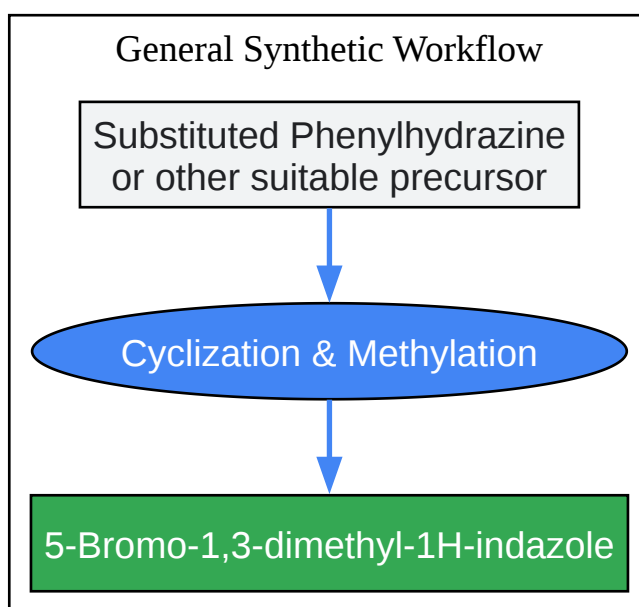 General Synthetic Workflow
Substituted Phenylhydrazine
or other suitable precursor
Cyclization & Methylation
5-Bromo-1,3-dimethyl-1H-indazole